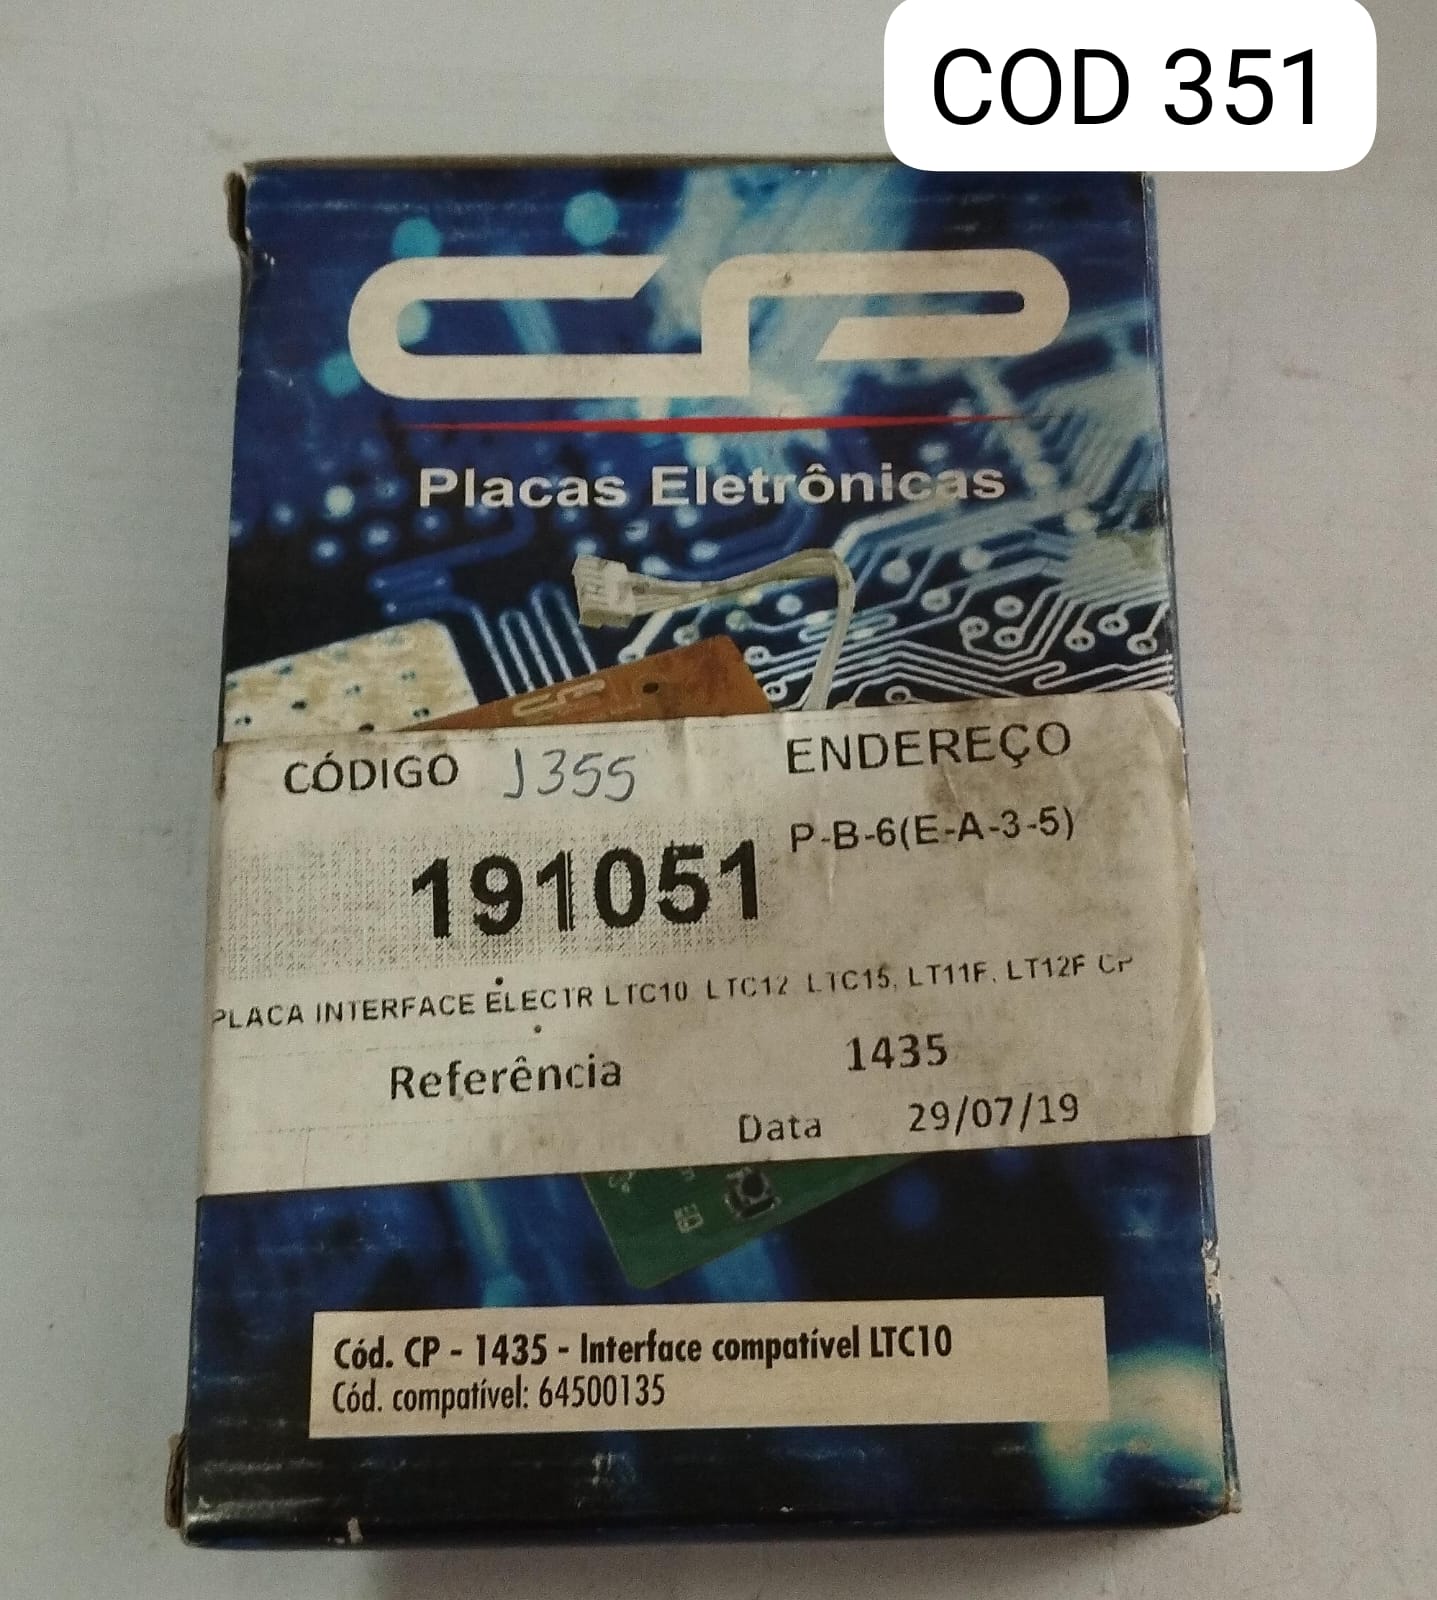 COD 351
CP
Placas Eletrônicas
CÓDIGO J355 ENDEREÇO
191051 P-B-6(E-A-3-5)
PLACA INTERFACE ELECTR LTC10 LTC12 LTC15, LT11F, LT12F CP
Referência 1435
Data 29/07/19
Cód. CP - 1435 - Interface compatível LTC10
Cód. compatível: 64500135